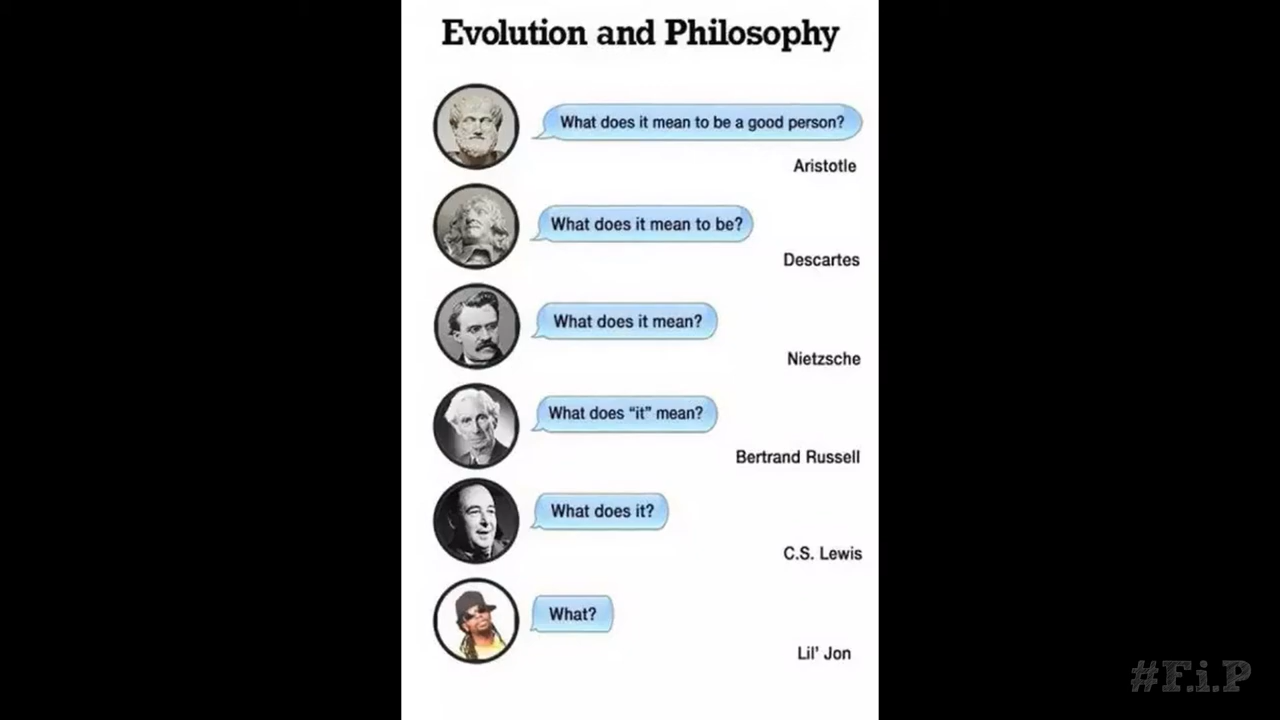 Evolution and Philosophy
What does it mean to be a good person?
Aristotle
What does it mean to be?
Descartes
What does it mean?
Nietzsche
What does “it” mean?
Bertrand Russell
What does it?
C.S. Lewis
What?
Lil’ Jon
#F.i.P